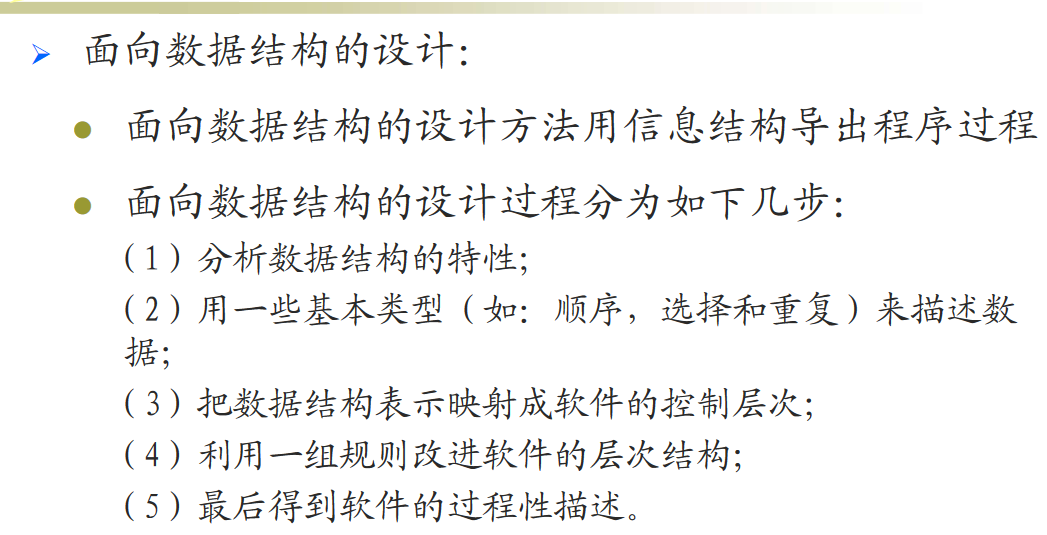 面向数据结构的设计：
面向数据结构的设计方法用信息结构导出程序过程
面向数据结构的设计过程分为如下几步：
（1）分析数据结构的特性；
（2）用一些基本类型（如：顺序，选择和重复）来描述数
据；
（3）把数据结构表示映射成软件的控制层次；
（4）利用一组规则改进软件的层次结构；
（5）最后得到软件的过程性描述。